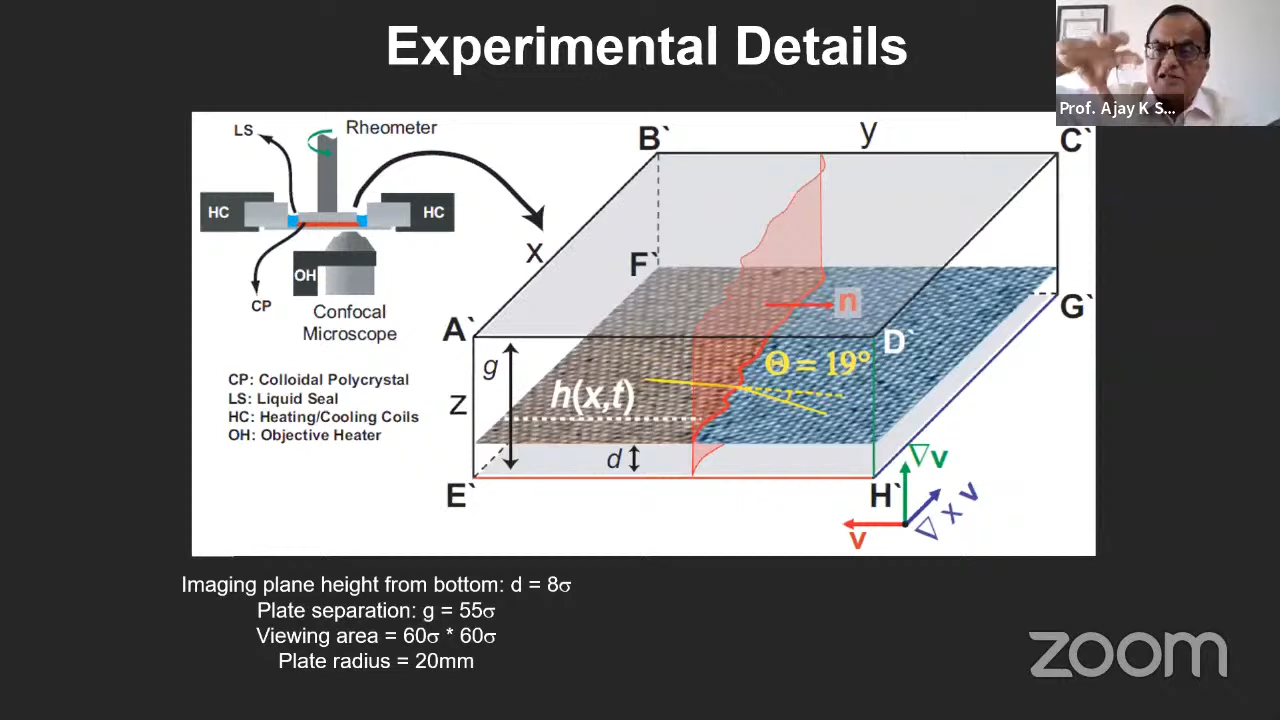 Experimental Details
Prof. Ajay K S...
LS
Rheometer
HC
HC
OH
CP
Confocal
Microscope
CP: Colloidal Polycrystal
LS: Liquid Seal
HC: Heating/Cooling Coils
OH: Objective Heater
B`
y
C`
x
F`
G`
n
A`
D`
g
Θ = 19°
z
h(x,t)
d
E`
H`
∇v
∇ x v
v
Imaging plane height from bottom: d = 8σ
Plate separation: g = 55σ
Viewing area = 60σ * 60σ
Plate radius = 20mm
zoom